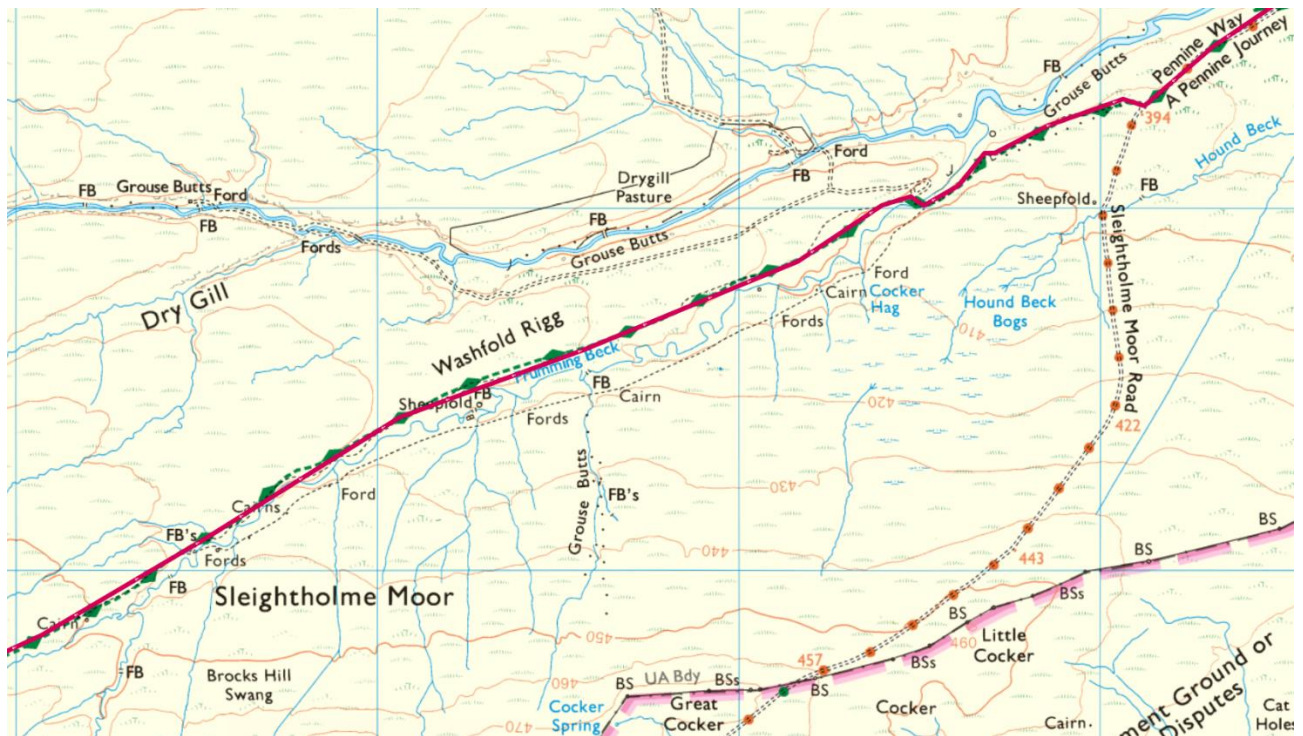 Pennine Way
A Pennine Journey
FB
Grouse Butts
394
Hound Beck
Ford
FB
Drygill
Pasture
FB
Grouse Butts
Ford
FB
Fords
FB
Grouse Butts
Sheepfold
FB
Sleightholme Moor Road
Dry Gill
Ford
Cairn
Cocker
Hag
Fords
Hound Beck
Bogs
410
Washfold Rigg
Frumming Beck
FB
Cairn
Sheepfold
FB
FB
Fords
420
422
Cairns
Ford
430
Grouse Butts
FB's
FB's
Fords
FB
440
443
BS
Sleightholme Moor
BSs
BS
Cairn
450
460
Little
Cocker
FB
Brocks Hill
Swang
457
BSs
460
BS
UA Bdy
BSs
BS
Great
Cocker
Cocker
Cocker
Spring
470
ment Ground or
Disputes
Cairn
Cat
Holes